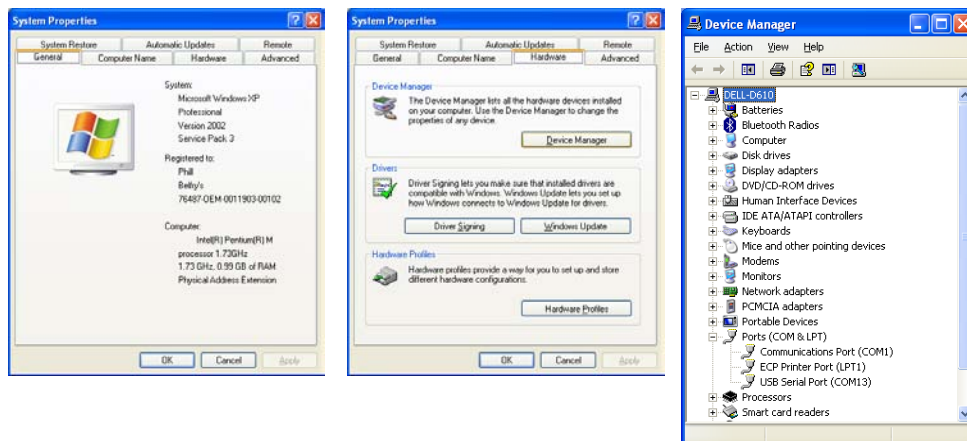 System Properties
System Restore Automatic Updates Remote
General Computer Name Hardware Advanced
System:
Microsoft Windows XP
Professional
Version 2002
Service Pack 3
Registered to:
Phill
Bethy's
76487-OEM-0011903-00102
Computer:
Intel(R) Pentium(R) M
processor 1.73GHz
1.73 GHz, 0.99 GB of RAM
Physical Address Extension
OK Cancel Apply
System Properties
System Restore Automatic Updates Remote
General Computer Name Hardware Advanced
Device Manager
The Device Manager lists all the hardware devices installed
on your computer. Use the Device Manager to change the
properties of any device.
Device Manager
Drivers
Driver Signing lets you make sure that installed drivers are
compatible with Windows. Windows Update lets you set up
how Windows connects to Windows Update for drivers.
Driver Signing Windows Update
Hardware Profiles
Hardware profiles provide a way for you to set up and store
different hardware configurations.
Hardware Profiles
OK Cancel Apply
Device Manager
File Action View Help
DELL-D610
Batteries
Bluetooth Radios
Computer
Disk drives
Display adapters
DVD/CD-ROM drives
Human Interface Devices
IDE ATA/ATAPI controllers
Keyboards
Mice and other pointing devices
Modems
Monitors
Network adapters
PCMCIA adapters
Portable Devices
Ports (COM & LPT)
Communications Port (COM1)
ECP Printer Port (LPT1)
USB Serial Port (COM13)
Processors
Smart card readers